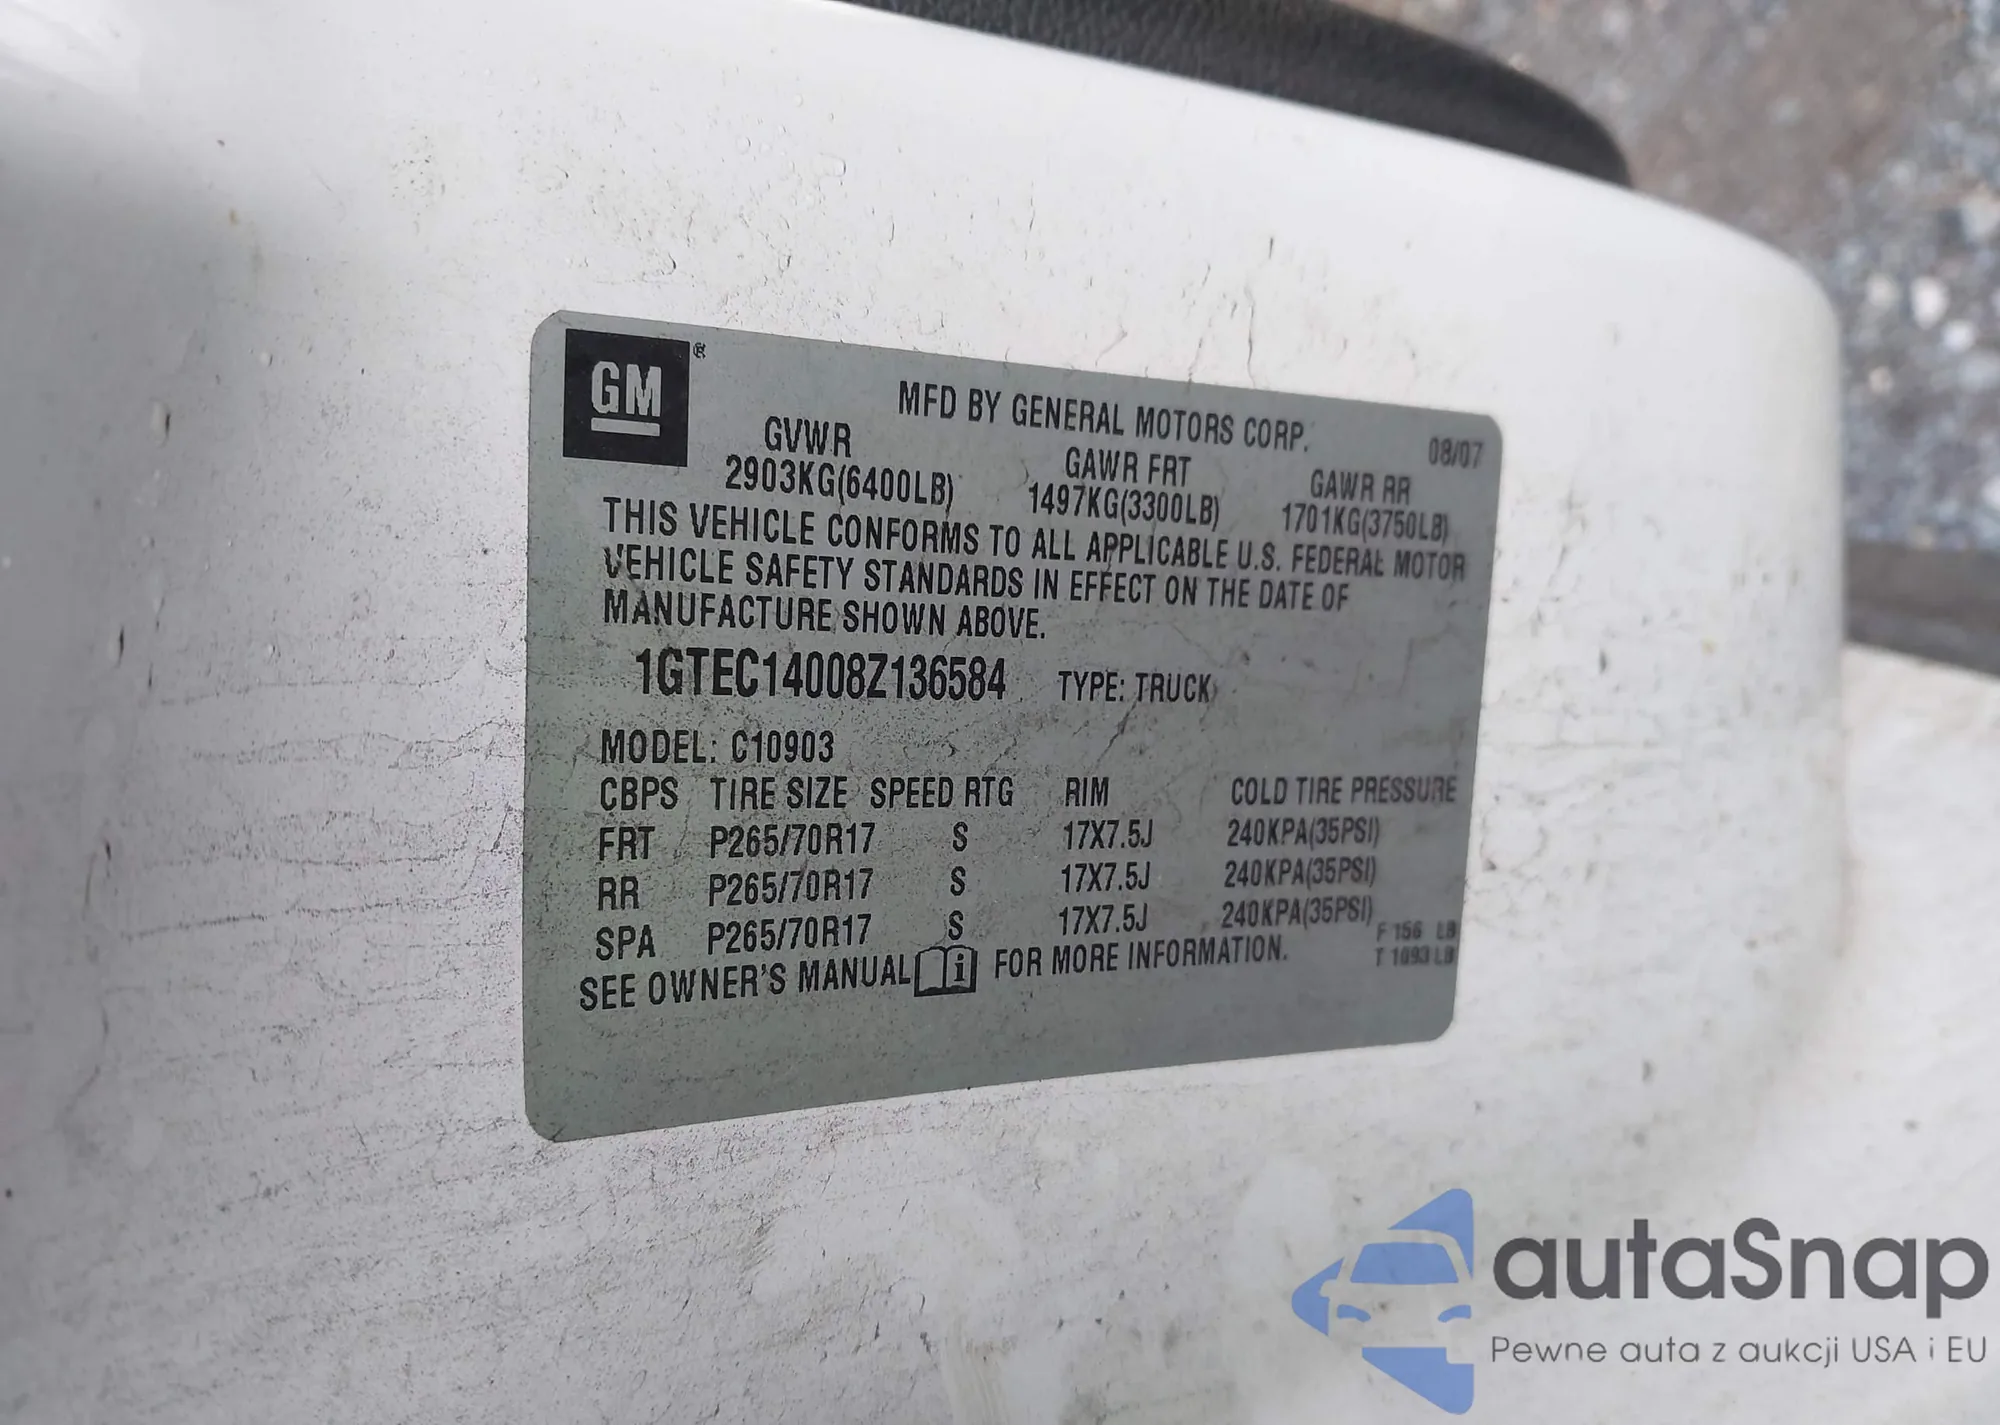 GM ®
MFD BY GENERAL MOTORS CORP. 08/07
GVWR GAWR FRT GAWR RR
2903KG(6400LB) 1497KG(3300LB) 1701KG(3750LB)
THIS VEHICLE CONFORMS TO ALL APPLICABLE U.S. FEDERAL MOTOR
VEHICLE SAFETY STANDARDS IN EFFECT ON THE DATE OF
MANUFACTURE SHOWN ABOVE.
1GTEC14008Z136584 TYPE: TRUCK
MODEL: C10903
CBPS TIRE SIZE SPEED RTG RIM COLD TIRE PRESSURE
FRT P265/70R17 S 17X7.5J 240KPA(35PSI)
RR P265/70R17 S 17X7.5J 240KPA(35PSI)
SPA P265/70R17 S 17X7.5J 240KPA(35PSI)
F 156 LB
T 1093 LB
SEE OWNER'S MANUAL i FOR MORE INFORMATION.
autaSnap
Pewne auta z aukcji USA i EU